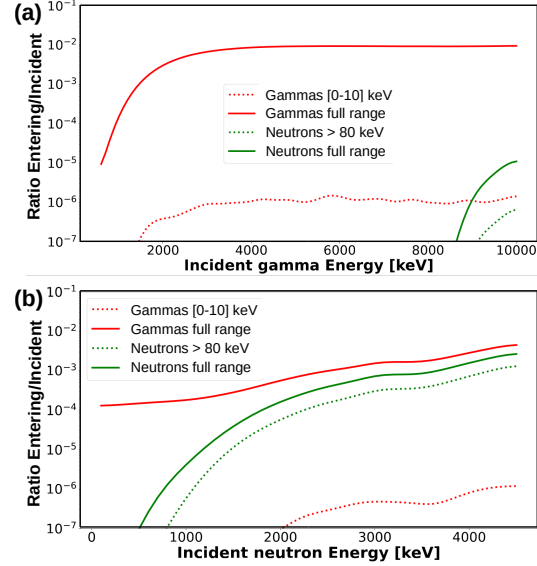 (a)
10⁻¹
10⁻²
10⁻³
10⁻⁴
10⁻⁵
10⁻⁶
10⁻⁷
Ratio Entering/Incident
Gammas [0-10] keV
Gammas full range
Neutrons > 80 keV
Neutrons full range
2000 4000 6000 8000 10000
Incident gamma Energy [keV]
(b)
10⁻¹
10⁻²
10⁻³
10⁻⁴
10⁻⁵
10⁻⁶
10⁻⁷
Ratio Entering/Incident
Gammas [0-10] keV
Gammas full range
Neutrons > 80 keV
Neutrons full range
0 1000 2000 3000 4000
Incident neutron Energy [keV]